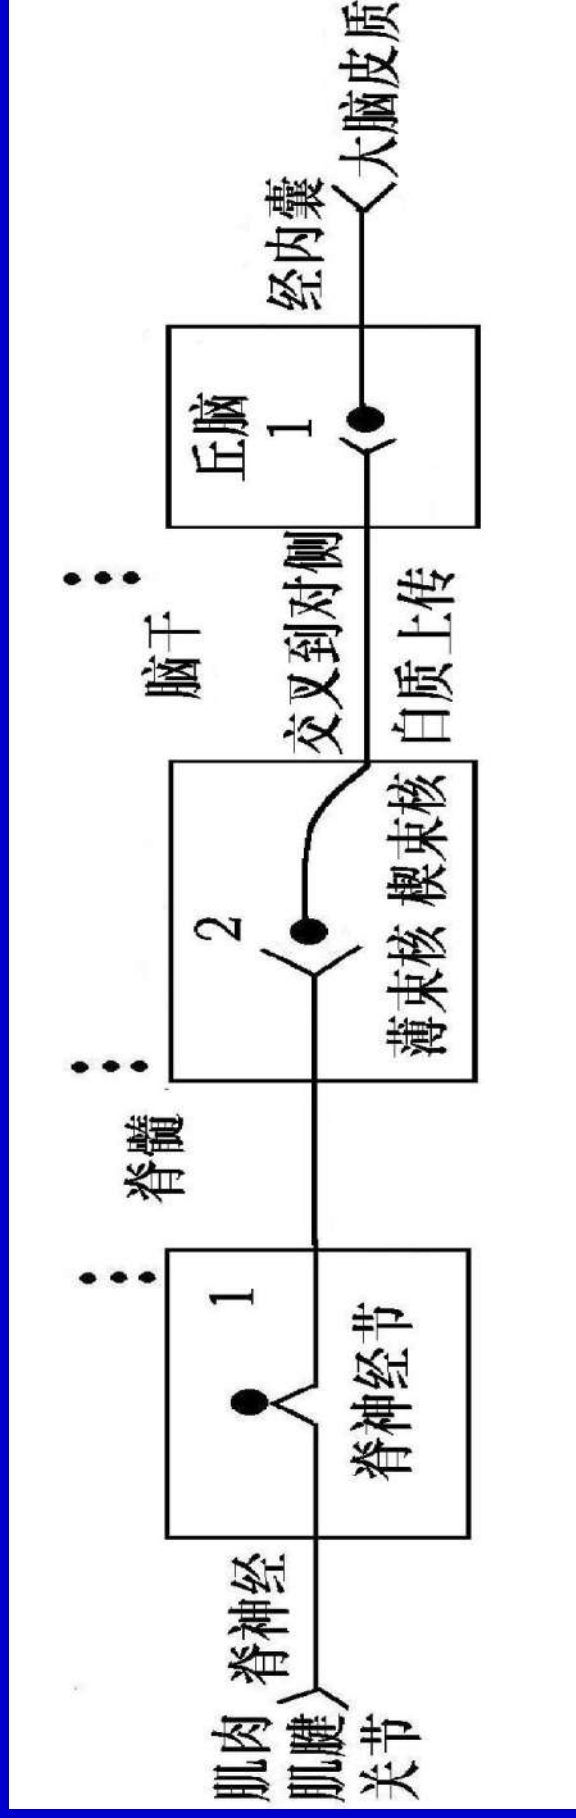 肌肉
肌腱
关节
脊神经
1
脊神经节
脊髓
2
薄束核 楔束核
脑干
交叉到对侧
白质上传
丘脑
1
经内囊
大脑皮质